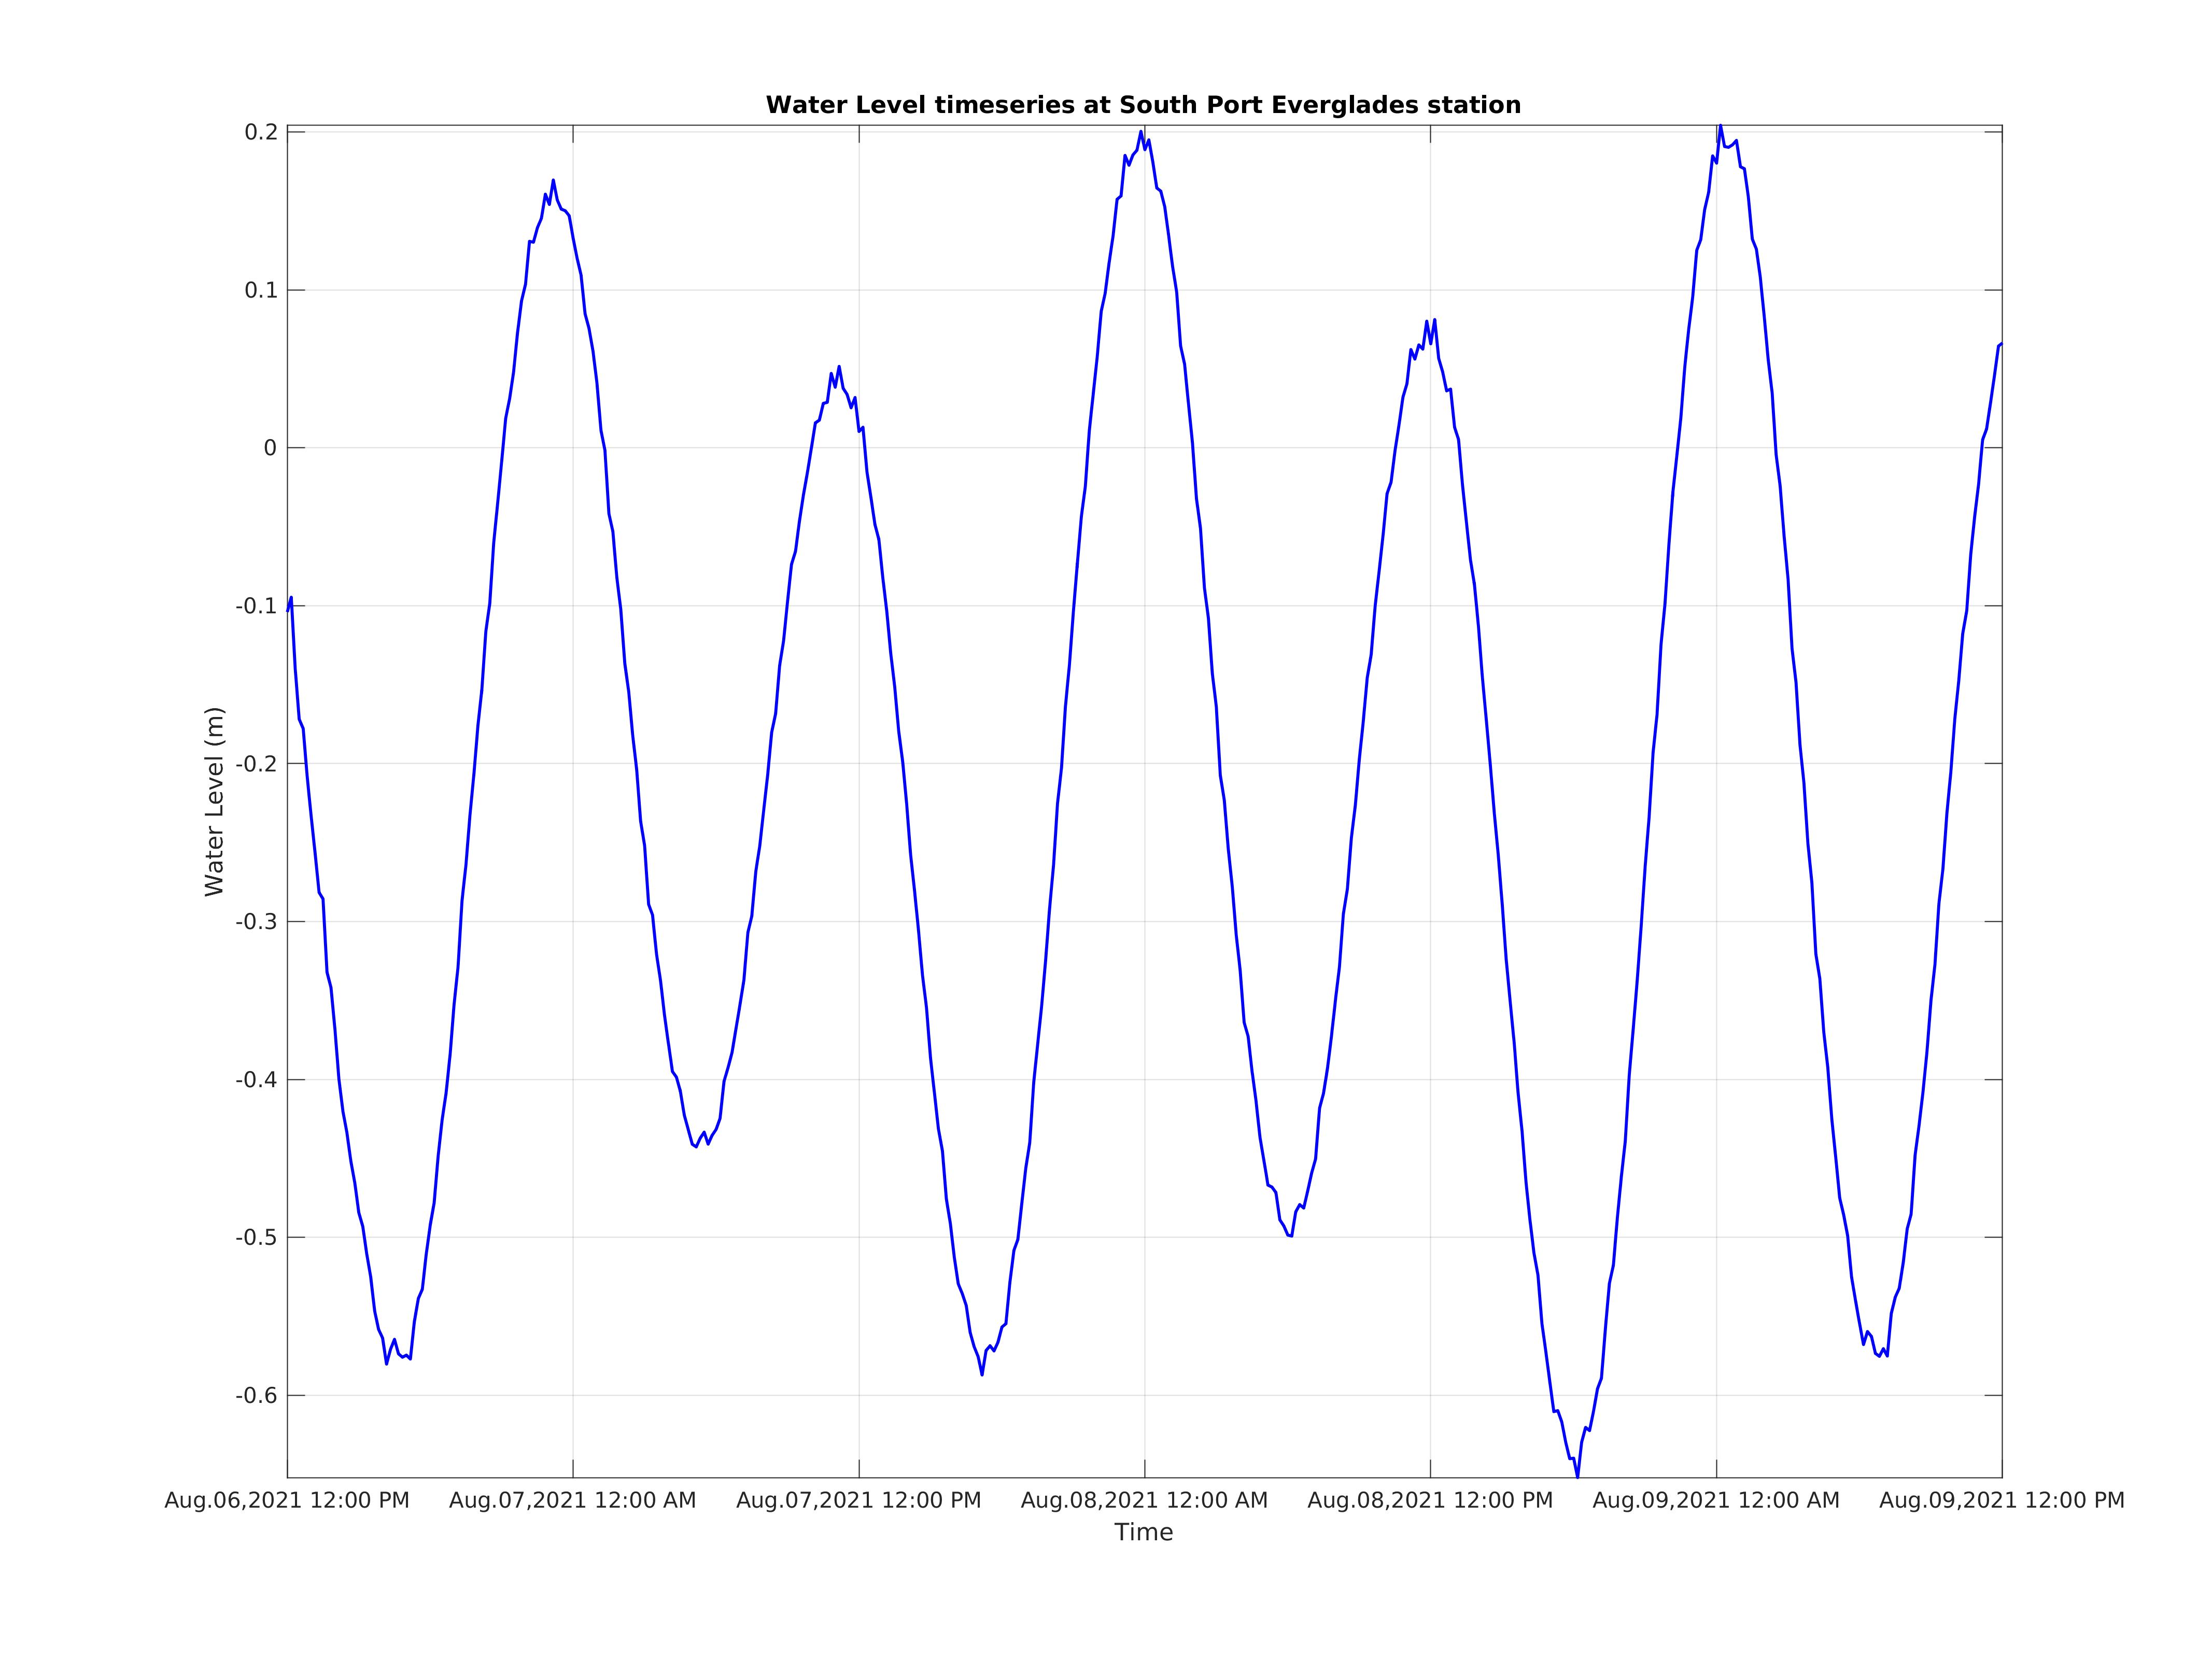 Water Level timeseries at South Port Everglades station
0.2
0.1
0
-0.1
-0.2
-0.3
-0.4
-0.5
-0.6
Water Level (m)
Aug.06,2021 12:00 PM Aug.07,2021 12:00 AM Aug.07,2021 12:00 PM Aug.08,2021 12:00 AM Aug.08,2021 12:00 PM Aug.09,2021 12:00 AM Aug.09,2021 12:00 PM
Time